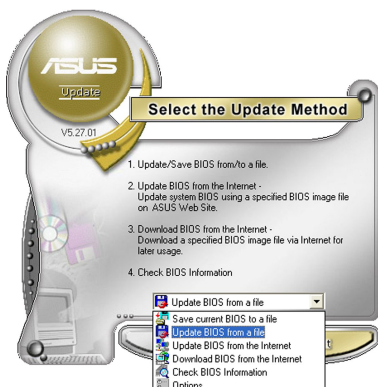 ASUS
Update
V5.27.01
Select the Update Method
1. Update/Save BIOS from/to a file.
2. Update BIOS from the Internet -
Update system BIOS using a specified BIOS image file
on ASUS Web Site.
3. Download BIOS from the Internet -
Download a specified BIOS image file via Internet for
later usage.
4. Check BIOS Information
Update BIOS from a file
Save current BIOS to a file
Update BIOS from a file
Update BIOS from the Internet
Download BIOS from the Internet
Check BIOS Information
Options